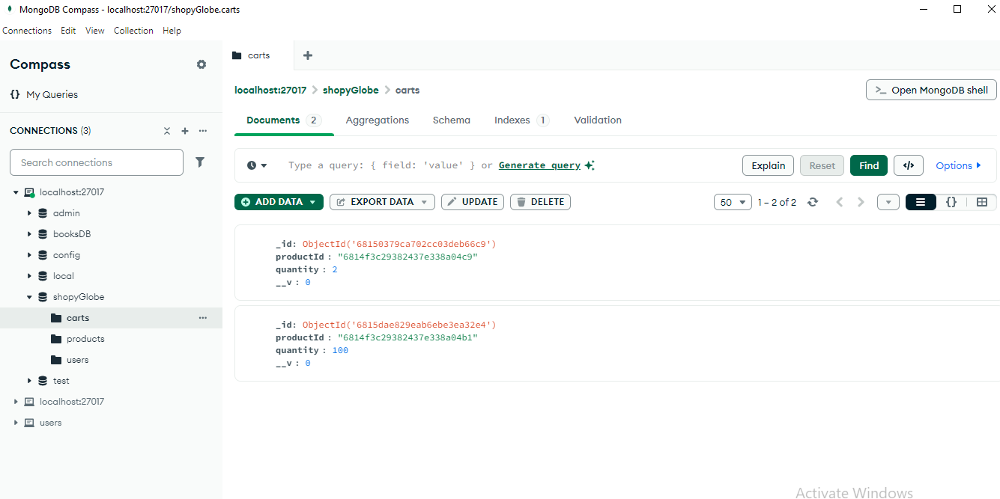 MongoDB Compass - localhost:27017/shopyGlobe.carts
Connections Edit View Collection Help
Compass
{} My Queries
CONNECTIONS (3)
Search connections
localhost:27017
admin
booksDB
config
local
shopyGlobe
carts
products
users
test
localhost:27017
users
carts
localhost:27017 > shopyGlobe > carts
>_ Open MongoDB shell
Documents 2 Aggregations Schema Indexes 1 Validation
Type a query: { field: 'value' } or Generate query
Explain Reset Find </> Options
ADD DATA EXPORT DATA UPDATE DELETE
50 1 – 2 of 2 {}
_id: ObjectId('68150379ca702cc03deb66c9')
productId : "6814f3c29382437e338a04c9"
quantity : 2
__v : 0
_id: ObjectId('6815dae829eab6ebe3ea32e4')
productId : "6814f3c29382437e338a04b1"
quantity : 100
__v : 0
Activate Windows